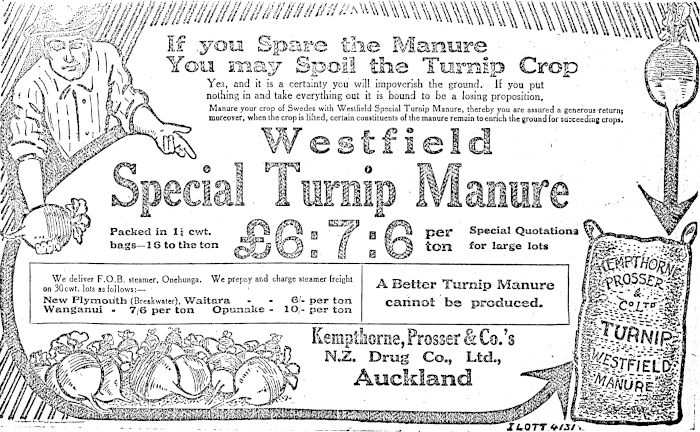 If you Spare the Manure
You may Spoil the Turnip Crop
Yes, and it is a certainty you will impoverish the ground. If you put
nothing in and take everything out it is bound to be a losing proposition.
Manure your crop of Swedes with Westfield Special Turnip Manure, thereby you are assured a generous return;
moreover, when the crop is lifted, certain constituents of the manure remain to enrich the ground for succeeding crops.
Westfield
Special Turnip Manure
Packed in 1¼ cwt.
bags—16 to the ton
£6:7:6 per
ton
Special Quotations
for large lots
We deliver F.O.B. steamer, Onehunga. We prepay and charge steamer freight
on 30cwt. lots as follows:—
New Plymouth (Breakwater), Waitara - - 6/- per ton
Wanganui - 7/6 per ton Opunake - 10/- per ton
A Better Turnip Manure
cannot be produced.
Kempthorne, Prosser & Co.'s
N.Z. Drug Co., Ltd.,
Auckland
KEMPTHORNE
PROSSER
&
Co LTD
TURNIP
WESTFIELD
MANURE
ILOTT 4131